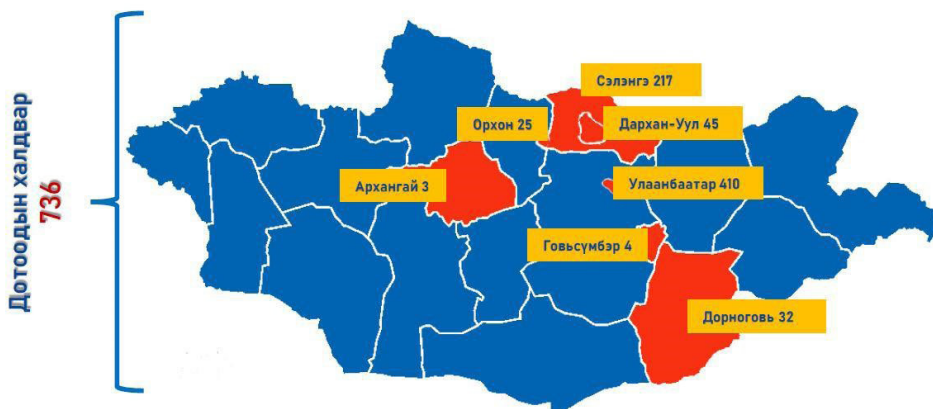 Дотоодын халдвар
736
Сэлэнгэ 217
Орхон 25
Дархан-Уул 45
Архангай 3
Улаанбаатар 410
Говьсүмбэр 4
Дорноговь 32